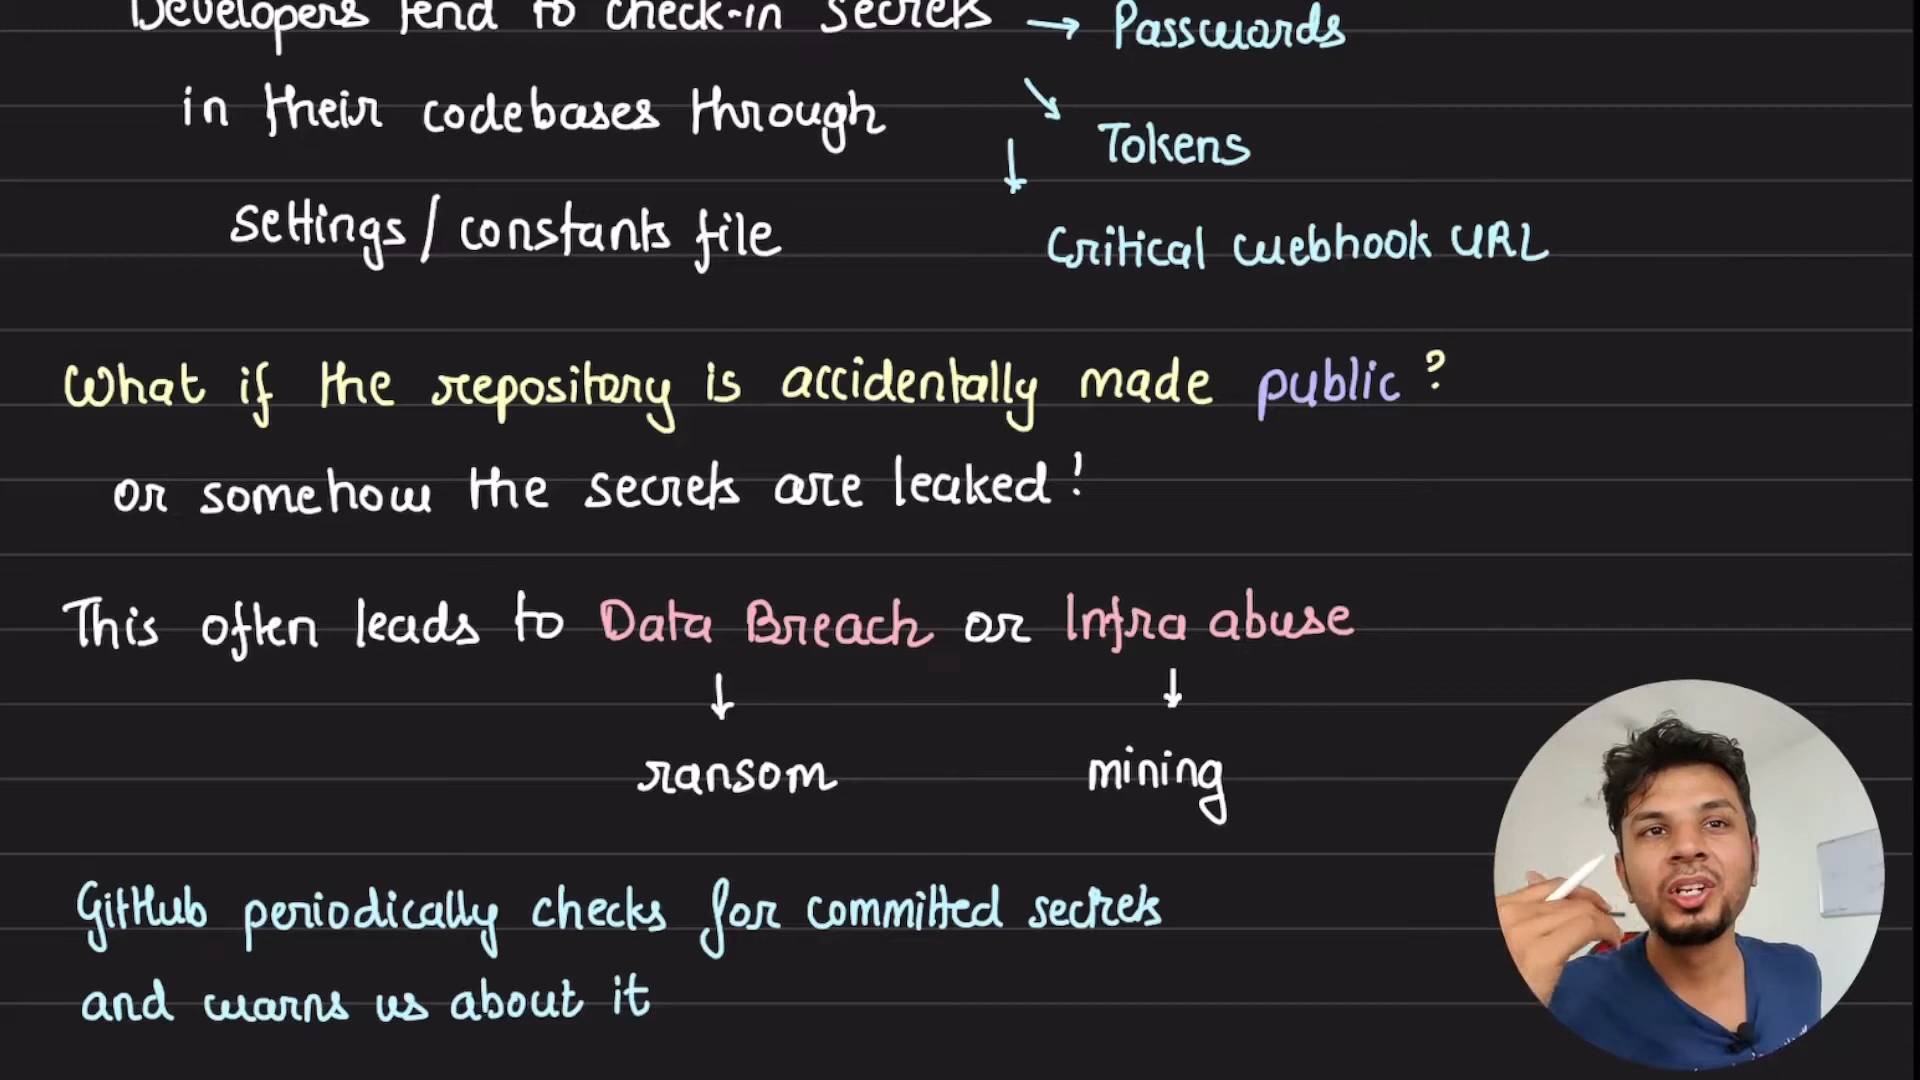 Developers tend to check-in secrets → Passwords
in their codebases through
↘ Tokens
settings / constants file
↓ Critical webhook URL
What if the repository is accidentally made public?
or somehow the secrets are leaked!
This often leads to Data Breach or Infra abuse
↓ ↓
ransom mining
GitHub periodically checks for committed secrets
and warns us about it